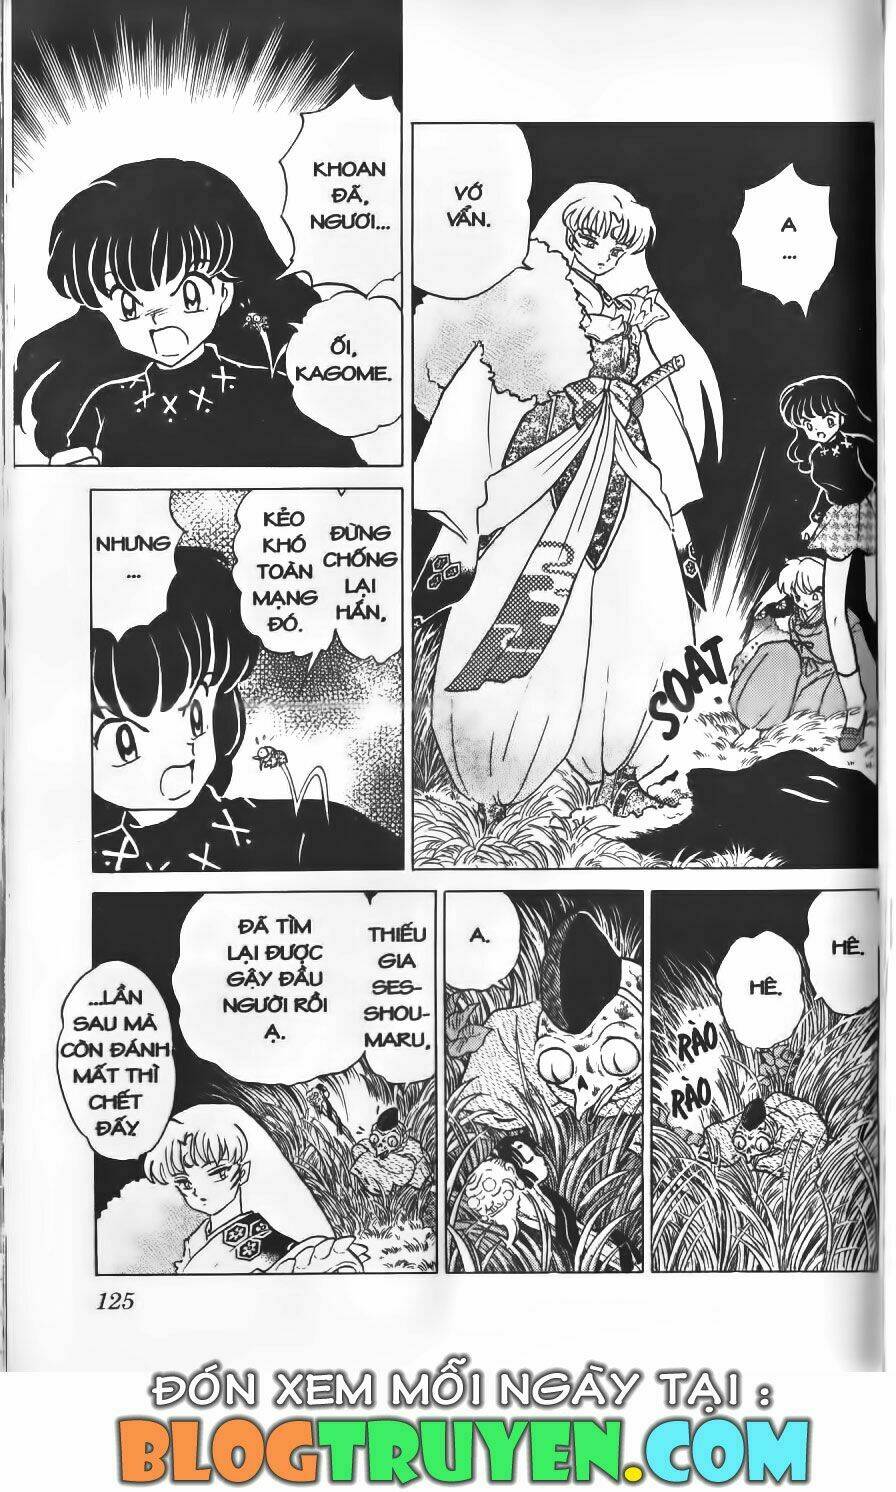 A
...
VỚ
VẨN.
SOẠT
KHOAN
ĐÃ,
NGƯƠI...
ỐI,
KAGOME.
ĐỪNG
CHỐNG
LẠI
HẮN,
KẺO
KHÓ
TOÀN
MẠNG
ĐÓ.
NHƯNG
...
HÊ.
HÊ.
RÀO
RÀO
A.
THIẾU
GIA
SES-
SHOU-
MARU,
ĐÃ TÌM
LẠI ĐƯỢC
GẬY ĐẦU
NGƯỜI RỒI
Ạ.
...LẦN
SAU MÀ
CÒN ĐÁNH
MẤT THÌ
CHẾT
ĐẤY.
125
ĐÓN XEM MỖI NGÀY TẠI :
BLOGTRUYEN.COM